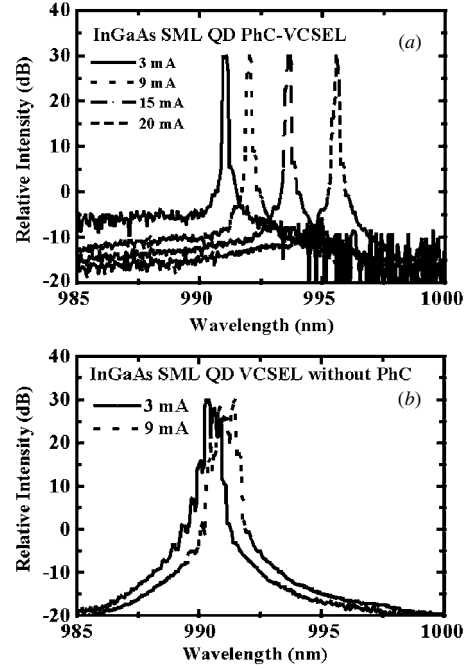 InGaAs SML QD PhC-VCSEL
(a)
3 mA
9 mA
15 mA
20 mA
Relative Intensity (dB)
40
30
20
10
0
-10
-20
985
990
995
1000
Wavelength (nm)
InGaAs SML QD VCSEL without PhC
(b)
3 mA
9 mA
Relative Intensity (dB)
40
30
20
10
0
-10
-20
985
990
995
1000
Wavelength (nm)